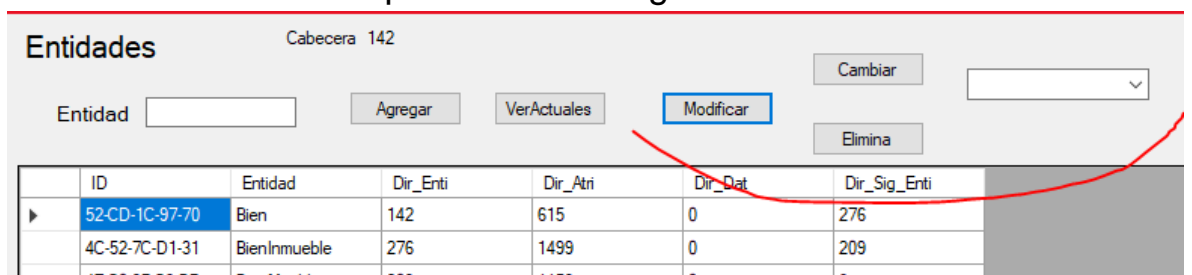 Entidades
Cabecera 142
Cambiar
Entidad
Agregar
VerActuales
Modificar
Elimina
ID Entidad Dir_Enti Dir_Atri Dir_Dat Dir_Sig_Enti
52-CD-1C-97-70 Bien 142 615 0 276
4C-52-7C-D1-31 BienInmueble 276 1499 0 209